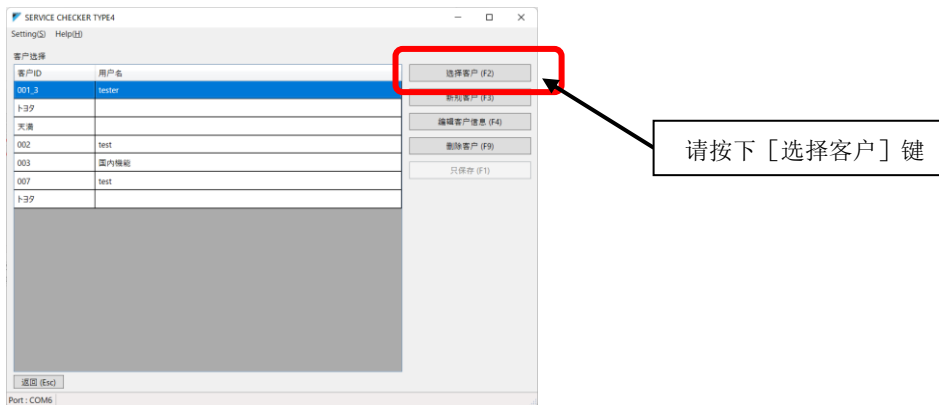 SERVICE CHECKER TYPE4
Setting(S) Help(H)
客户选择
客户ID 用户名
001_3 tester
トヨタ
天満
002 test
003 国内機能
007 test
トヨタ
选择客户 (F2)
新规客户 (F3)
编辑客户信息 (F4)
删除客户 (F9)
只保存 (F1)
请按下［选择客户］键
返回 (Esc)
Port : COM6